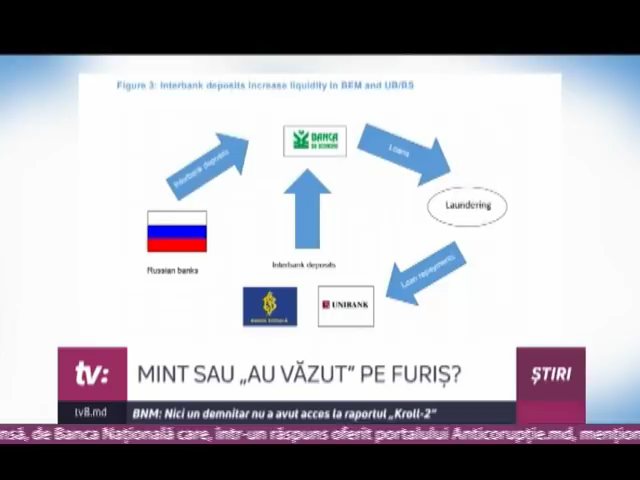 Figure 3: Interbank deposits increase liquidity in BEM and UB/BS
BANCA
DE ECONOMII
Interbank deposits
Loans
Laundering
Russian banks
Interbank deposits
Loan repayments
BANCA SOCIALĂ
UNIBANK
tv:
MINT SAU „AU VĂZUT” PE FURIȘ?
ȘTIRI
tv8.md
BNM: Nici un demnitar nu a avut acces la raportul „Kroll-2”
nsă, de Banca Națională care, într-un răspuns oferit portalului Anticorupție.md, mențion